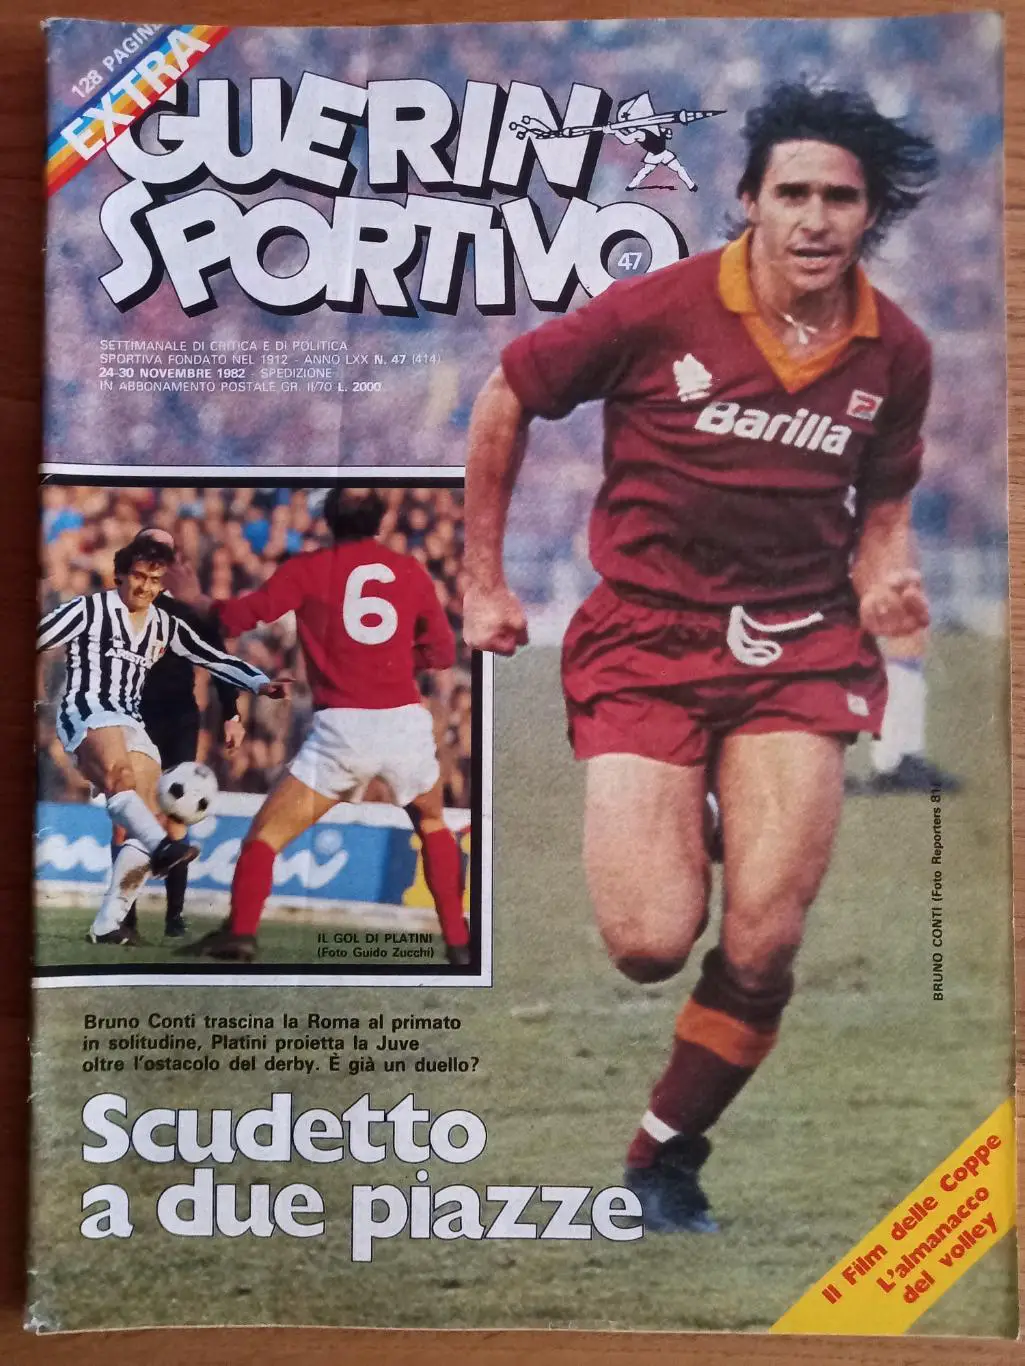 128 PAGINE
EXTRA
GUERIN
SPORTIVO
47
SETTIMANALE DI CRITICA E DI POLITICA
SPORTIVA FONDATO NEL 1912 - ANNO LXX N. 47 (414)
24-30 NOVEMBRE 1982 - SPEDIZIONE
IN ABBONAMENTO POSTALE GR. II/70 L. 2000
Barilla
6
ARISTON
IL GOL DI PLATINI
(Foto Guido Zucchi)
BRUNO CONTI (Foto Reporters 81)
Bruno Conti trascina la Roma al primato
in solitudine, Platini proietta la Juve
oltre l'ostacolo del derby. È già un duello?
Scudetto
a due piazze
Il Film delle Coppe
L'almanacco
del volley